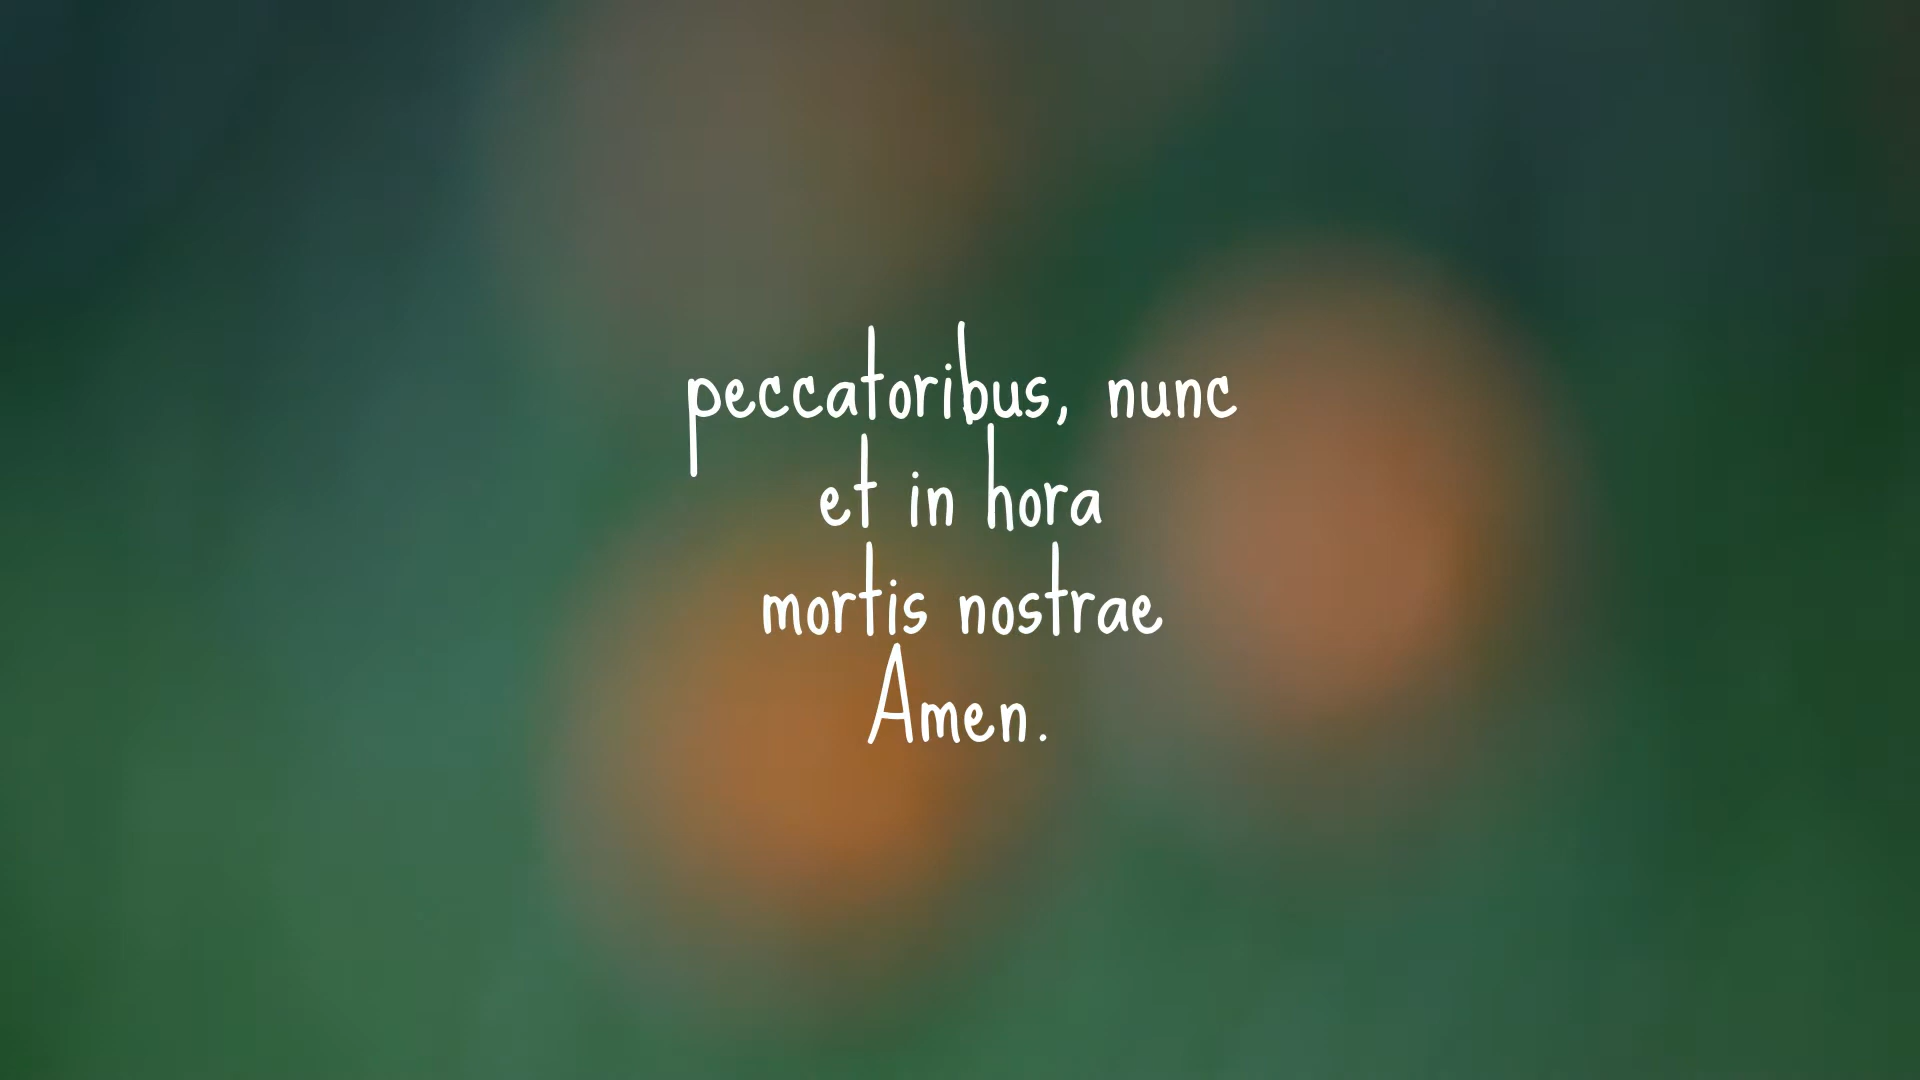 peccatoribus, nunc
et in hora
mortis nostrae
Amen.